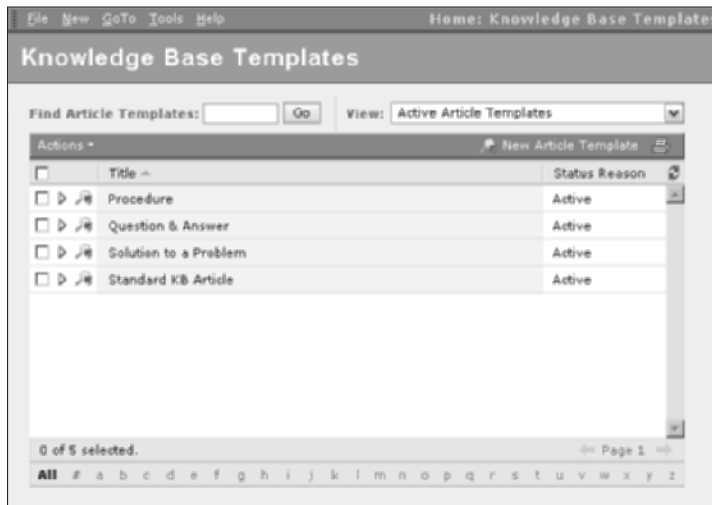 File New GoTo Tools Help Home: Knowledge Base Templates
Knowledge Base Templates
Find Article Templates: Go View: Active Article Templates
Actions New Article Template
Title Status Reason
Procedure Active
Question & Answer Active
Solution to a Problem Active
Standard KB Article Active
0 of 5 selected. Page 1
All # a b c d e f g h i j k l m n o p q r s t u v w x y z